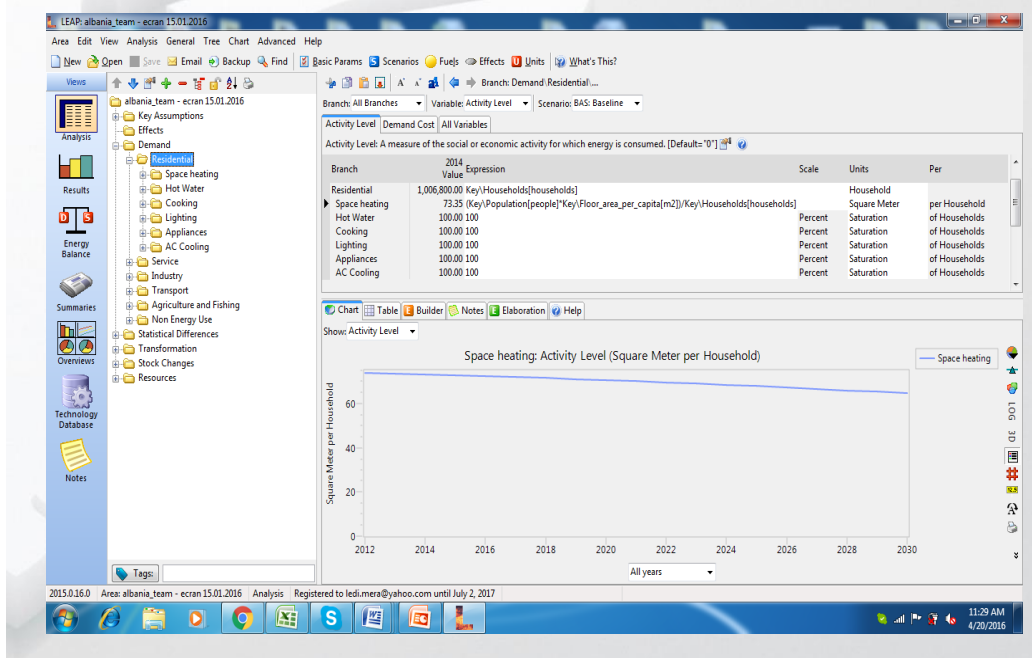 LEAP: albania_team - ecran 15.01.2016
Area Edit View Analysis General Tree Chart Advanced Help
New Open Save Email Backup Find Basic Params S Scenarios Fuels Effects U Units What's This?
Views
Analysis
Results
Energy
Balance
Summaries
Overviews
Technology
Database
Notes
albania_team - ecran 15.01.2016
Key Assumptions
Effects
Demand
Residential
Space heating
Hot Water
Cooking
Lighting
Appliances
AC Cooling
Service
Industry
Transport
Agriculture and Fishing
Non Energy Use
Statistical Differences
Transformation
Stock Changes
Resources
Tags:
Branch: Demand\Residential\...
Branch: All Branches Variable: Activity Level Scenario: BAS: Baseline
Activity Level Demand Cost All Variables
Activity Level: A measure of the social or economic activity for which energy is consumed. [Default="0"]
Branch 2014 Value Expression Scale Units Per
Residential 1,006,800.00 Key\Households[households] Household
Space heating 73.35 (Key\Population[people]*Key\Floor_area_per_capita[m2])/Key\Households[households] Square Meter per Household
Hot Water 100.00 100 Percent Saturation of Households
Cooking 100.00 100 Percent Saturation of Households
Lighting 100.00 100 Percent Saturation of Households
Appliances 100.00 100 Percent Saturation of Households
AC Cooling 100.00 100 Percent Saturation of Households
Chart Table Builder Notes Elaboration Help
Show: Activity Level
Space heating: Activity Level (Square Meter per Household)
Space heating
Square Meter per Household
60
40
20
0
2012 2014 2016 2018 2020 2022 2024 2026 2028 2030
All years
LOG
3D
2015.0.16.0 Area: albania_team - ecran 15.01.2016 Analysis Registered to ledi.mera@yahoo.com until July 2, 2017
11:29 AM
4/20/2016